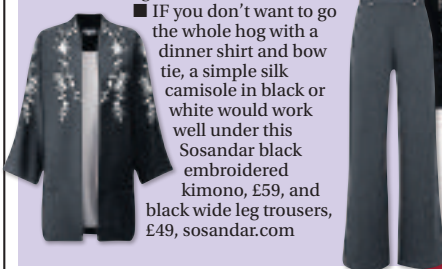 ■ IF you don't want to go
the whole hog with a
dinner shirt and bow
tie, a simple silk
camisole in black or
white would work
well under this
Sosandar black
embroidered
kimono, £59, and
black wide leg trousers,
£49, sosandar.com